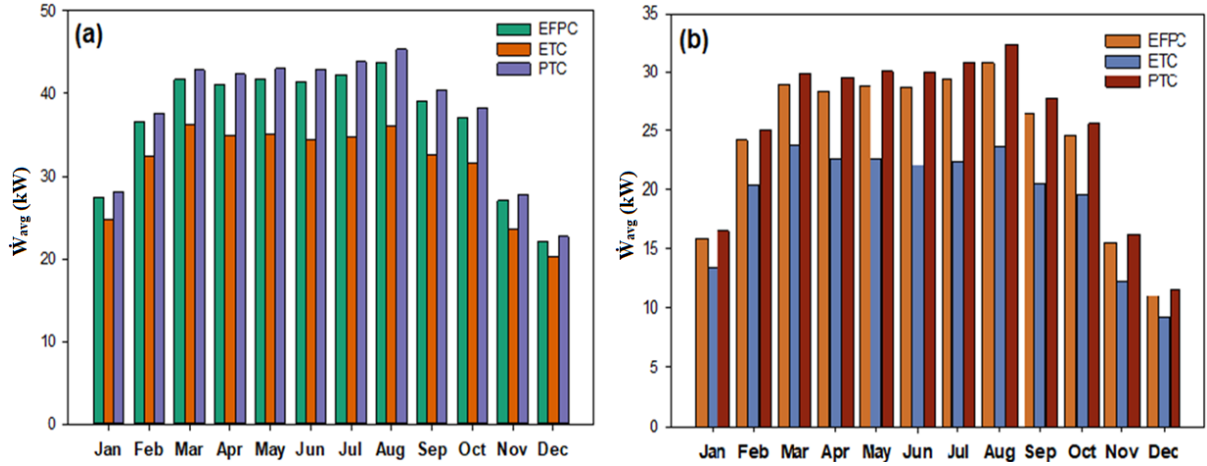 (a)
EFPC
ETC
PTC
50
40
30
20
10
0
Ẇavg (kW)
Jan Feb Mar Apr May Jun Jul Aug Sep Oct Nov Dec
(b)
EFPC
ETC
PTC
35
30
25
20
15
10
5
0
Ẇavg (kW)
Jan Feb Mar Apr May Jun Jul Aug Sep Oct Nov Dec